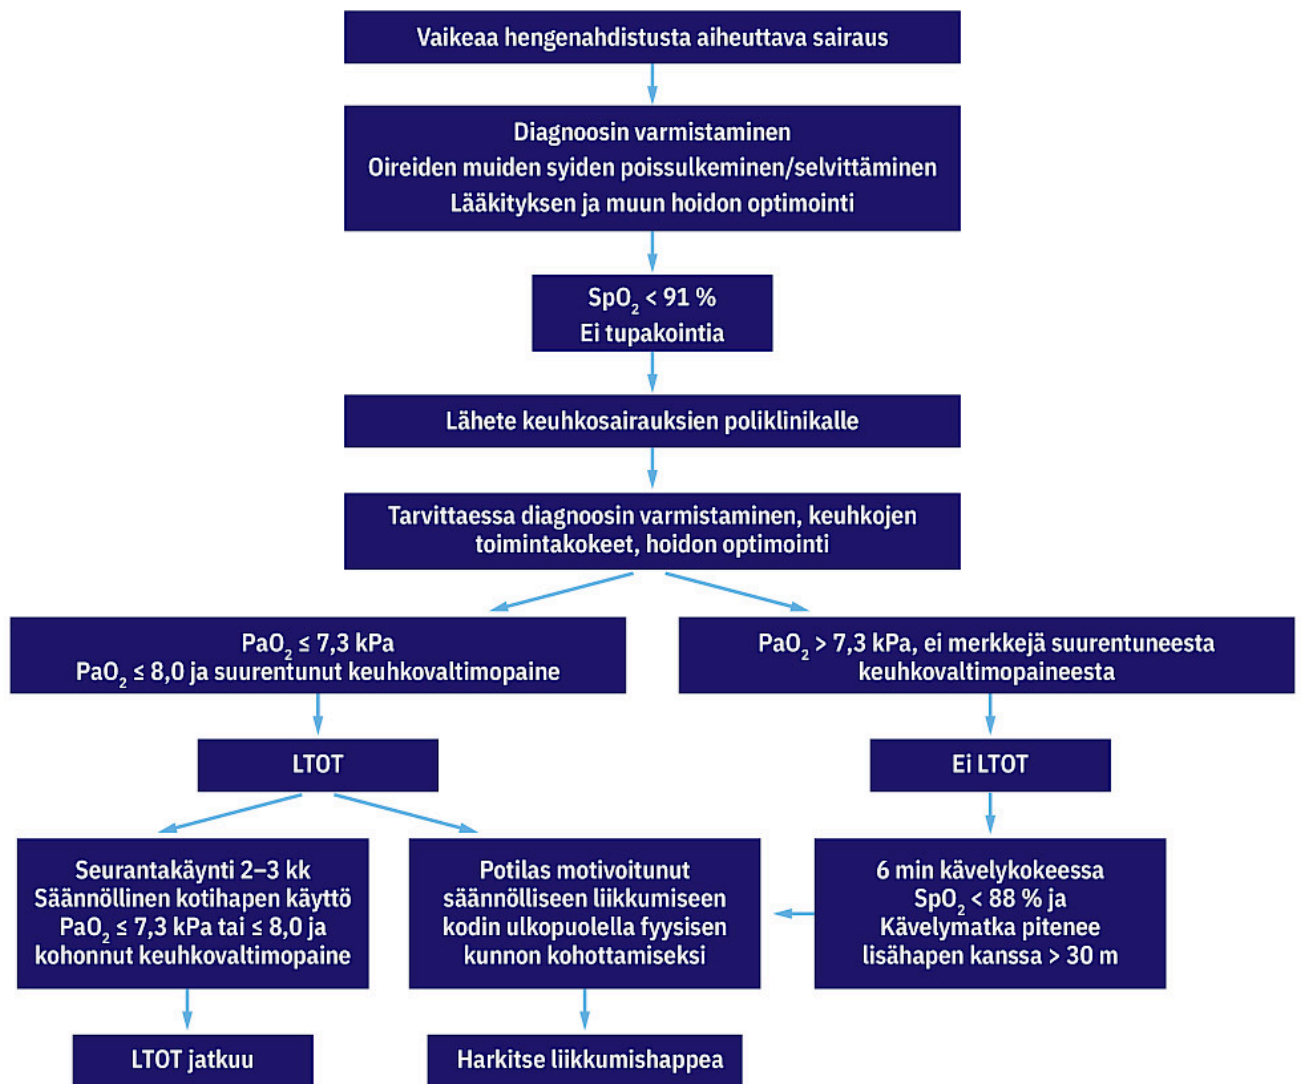 Vaikeaa hengenahdistusta aiheuttava sairaus
Diagnoosin varmistaminen
Oireiden muiden syiden poissulkeminen/selvittäminen
Lääkityksen ja muun hoidon optimointi
SpO₂ < 91 %
Ei tupakointia
Lähete keuhkosairauksien poliklinikalle
Tarvittaessa diagnoosin varmistaminen, keuhkojen
toimintakokeet, hoidon optimointi
PaO₂ ≤ 7,3 kPa
PaO₂ ≤ 8,0 ja suurentunut keuhkovaltimopaine
PaO₂ > 7,3 kPa, ei merkkejä suurentuneesta
keuhkovaltimopaineesta
LTOT
Ei LTOT
Seurantakäynti 2–3 kk
Säännöllinen kotihapen käyttö
PaO₂ ≤ 7,3 kPa tai ≤ 8,0 ja
kohonnut keuhkovaltimopaine
Potilas motivoitunut
säännölliseen liikkumiseen
kodin ulkopuolella fyysisen
kunnon kohottamiseksi
6 min kävelykokeessa
SpO₂ < 88 % ja
Kävelymatka pitenee
lisähapen kanssa > 30 m
LTOT jatkuu
Harkitse liikkumishappea